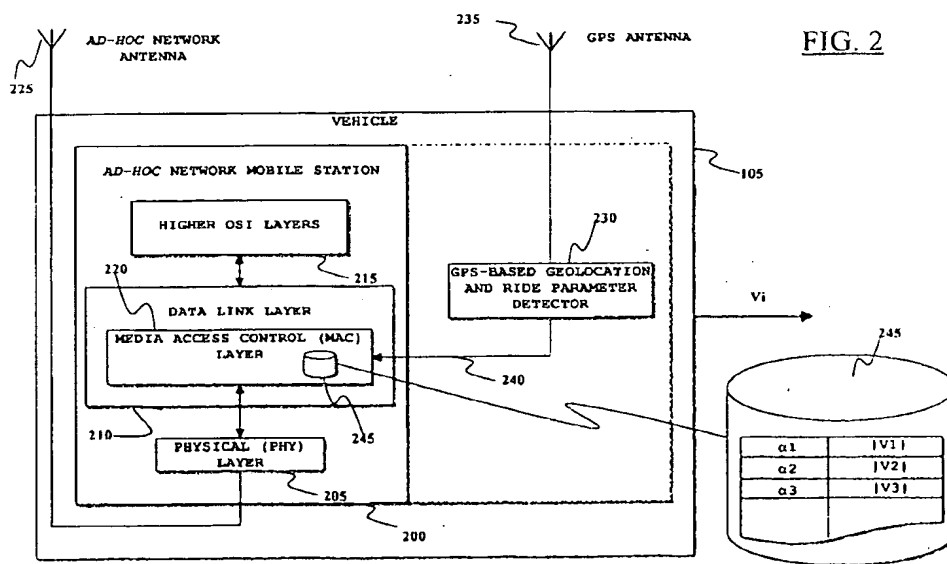 235
AD-HOC NETWORK
ANTENNA
GPS ANTENNA
FIG. 2
225
VEHICLE
AD-HOC NETWORK MOBILE STATION
105
HIGHER OSI LAYERS
230
220
215
GPS-BASED GEOLOCATION
AND RIDE PARAMETER
DETECTOR
DATA LINK LAYER
Vi
MEDIA ACCESS CONTROL (MAC)
LAYER
245
240
210
245
PHYSICAL (PHY)
LAYER
α1 |V1|
α2 |V2|
α3 |V3|
205
200